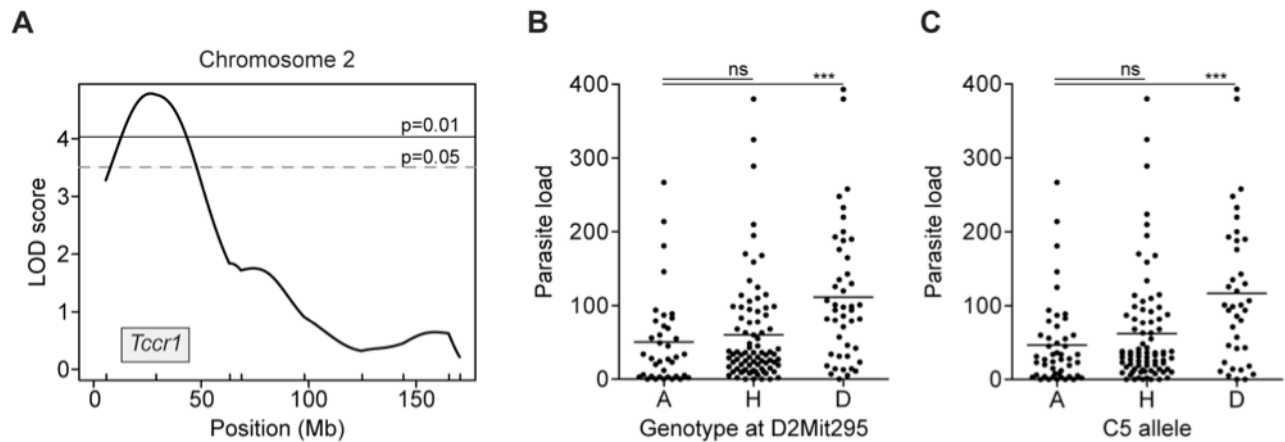 A
Chromosome 2
LOD score
4
3
2
1
0
p=0.01
p=0.05
Tccr1
0 50 100 150
Position (Mb)
B
ns
***
Parasite load
400
300
200
100
0
A H D
Genotype at D2Mit295
C
ns
***
Parasite load
400
300
200
100
0
A H D
C5 allele